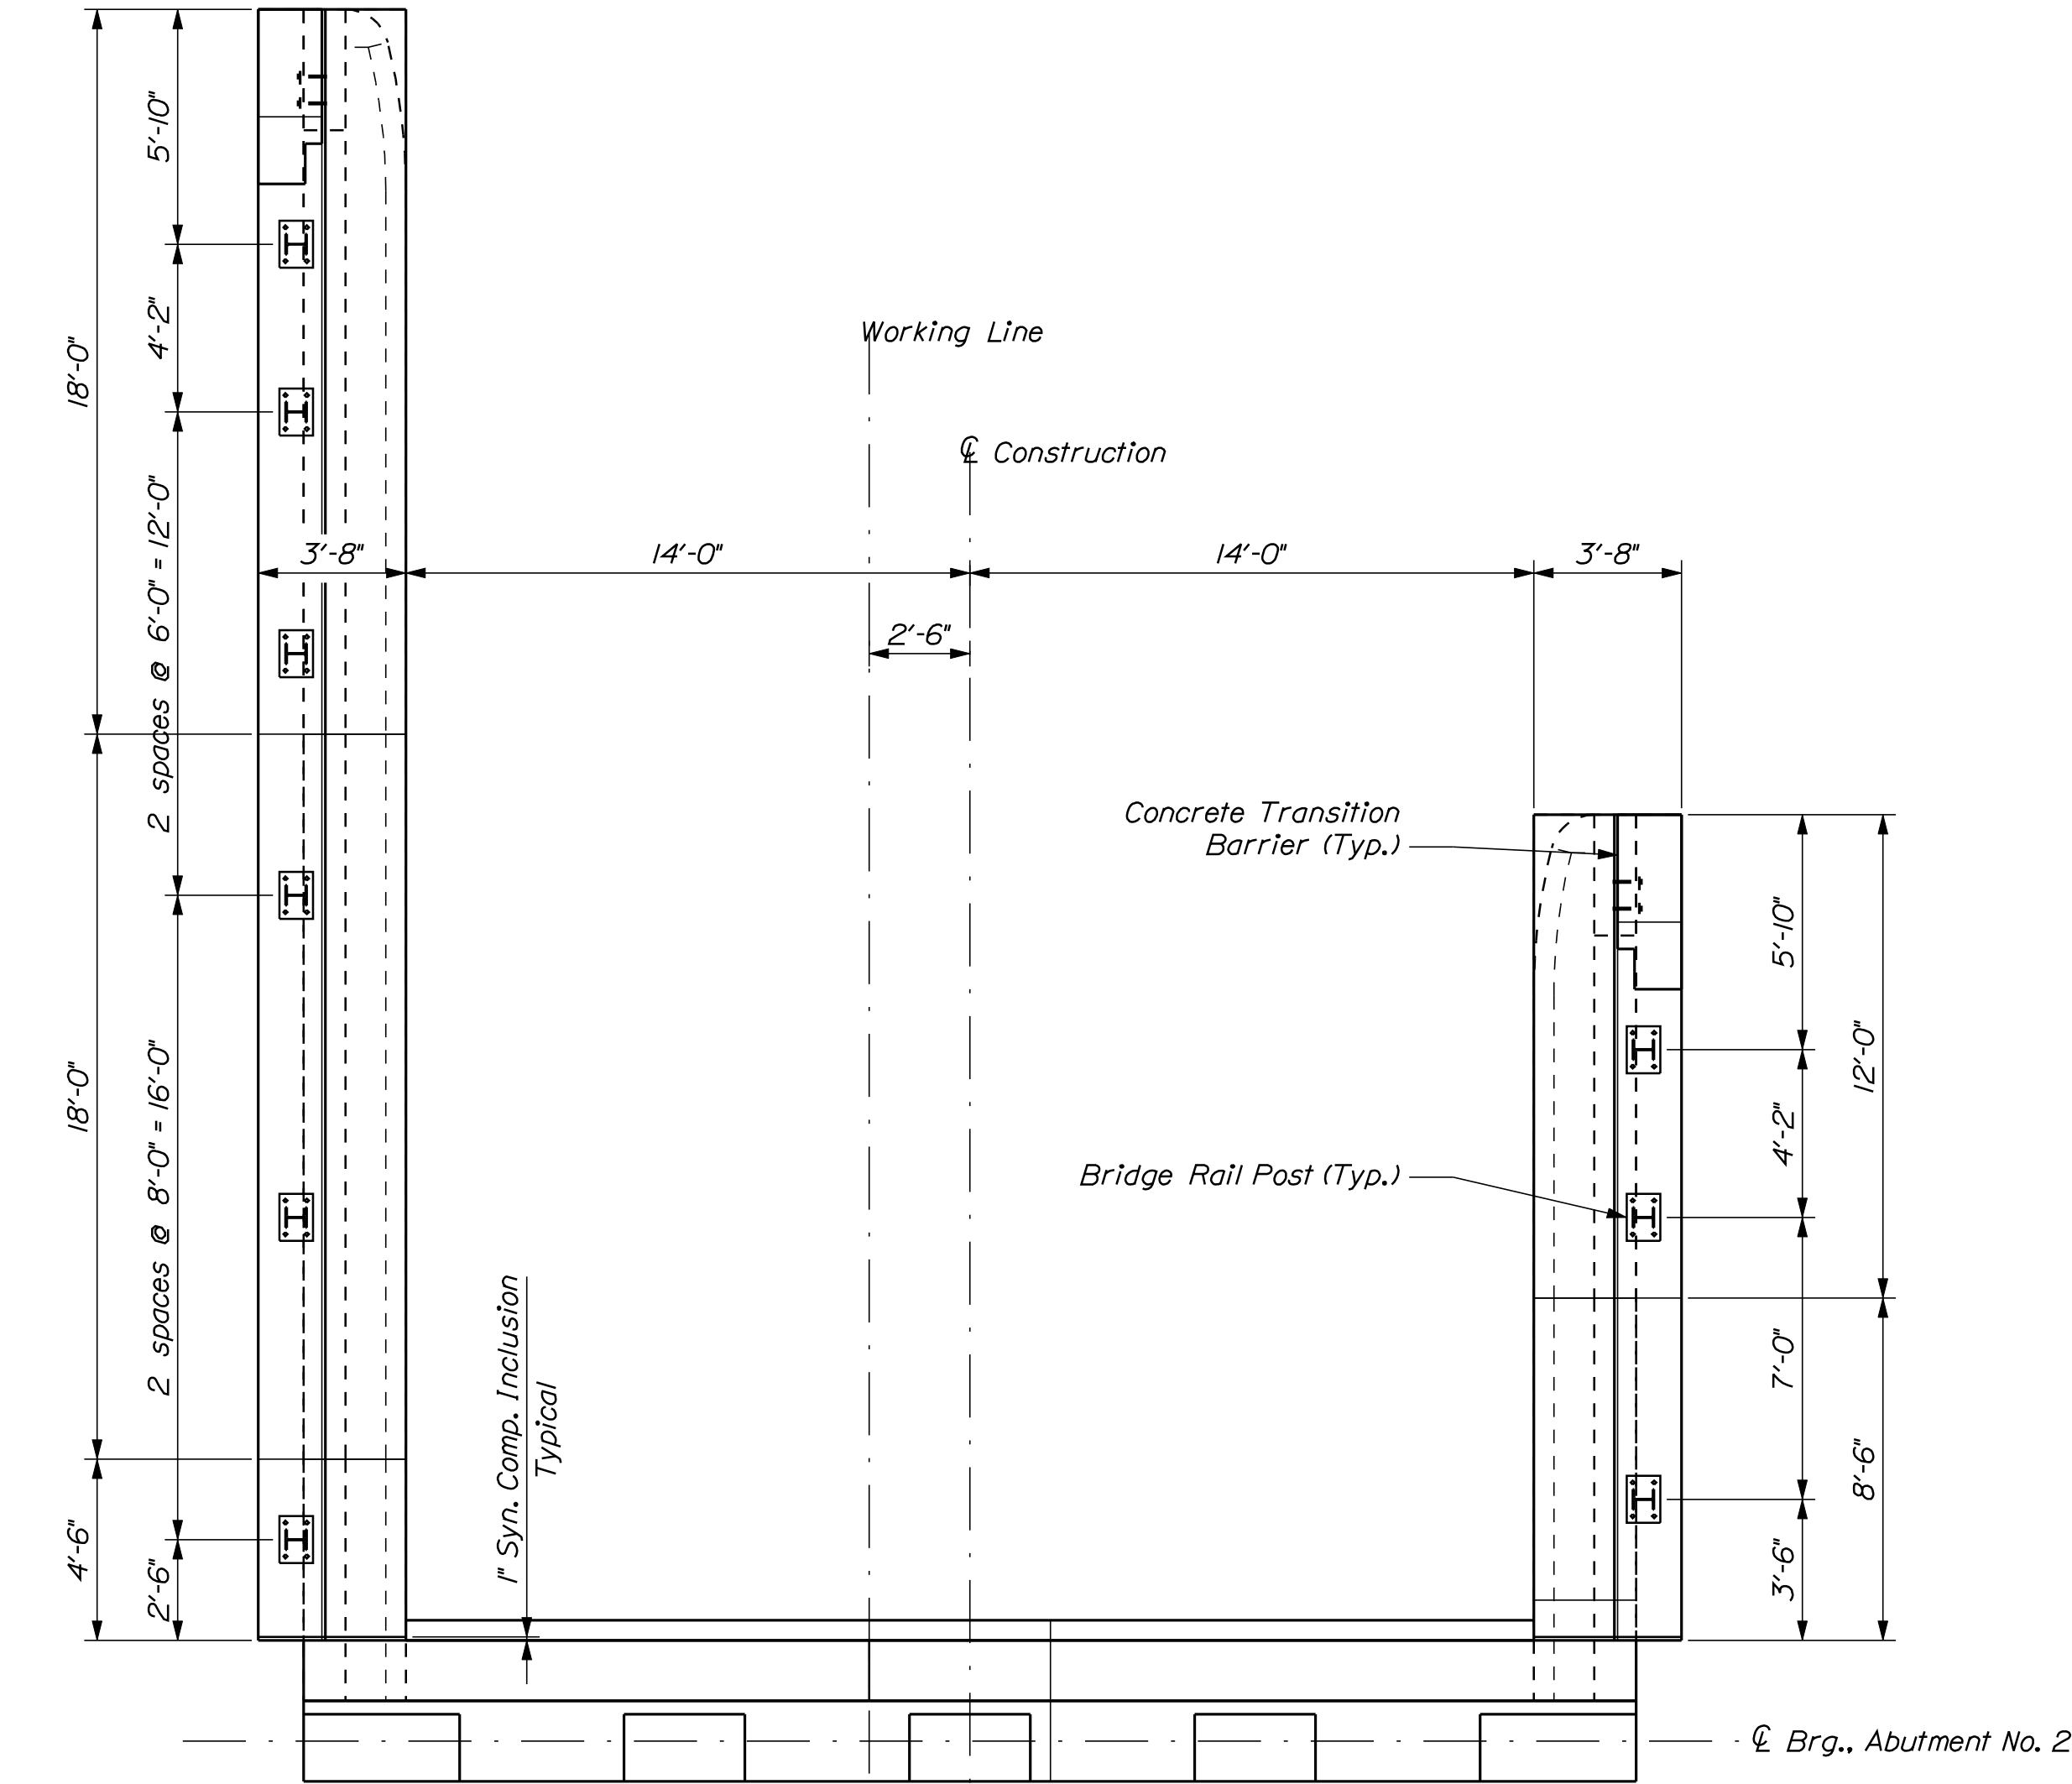 5'-10"
4'-2"
18'-0"
Working Line
℄ Construction
2 spaces @ 6'-0" = 12'-0"
3'-8"
14'-0"
14'-0"
3'-8"
2'-6"
Concrete Transition
Barrier (Typ.)
5'-10"
12'-0"
18'-0"
2 spaces @ 8'-0" = 16'-0"
4'-2"
Bridge Rail Post (Typ.)
1" Syn. Comp. Inclusion
Typical
7'-0"
8'-6"
4'-6"
2'-6"
3'-6"
℄ Brg., Abutment No. 2